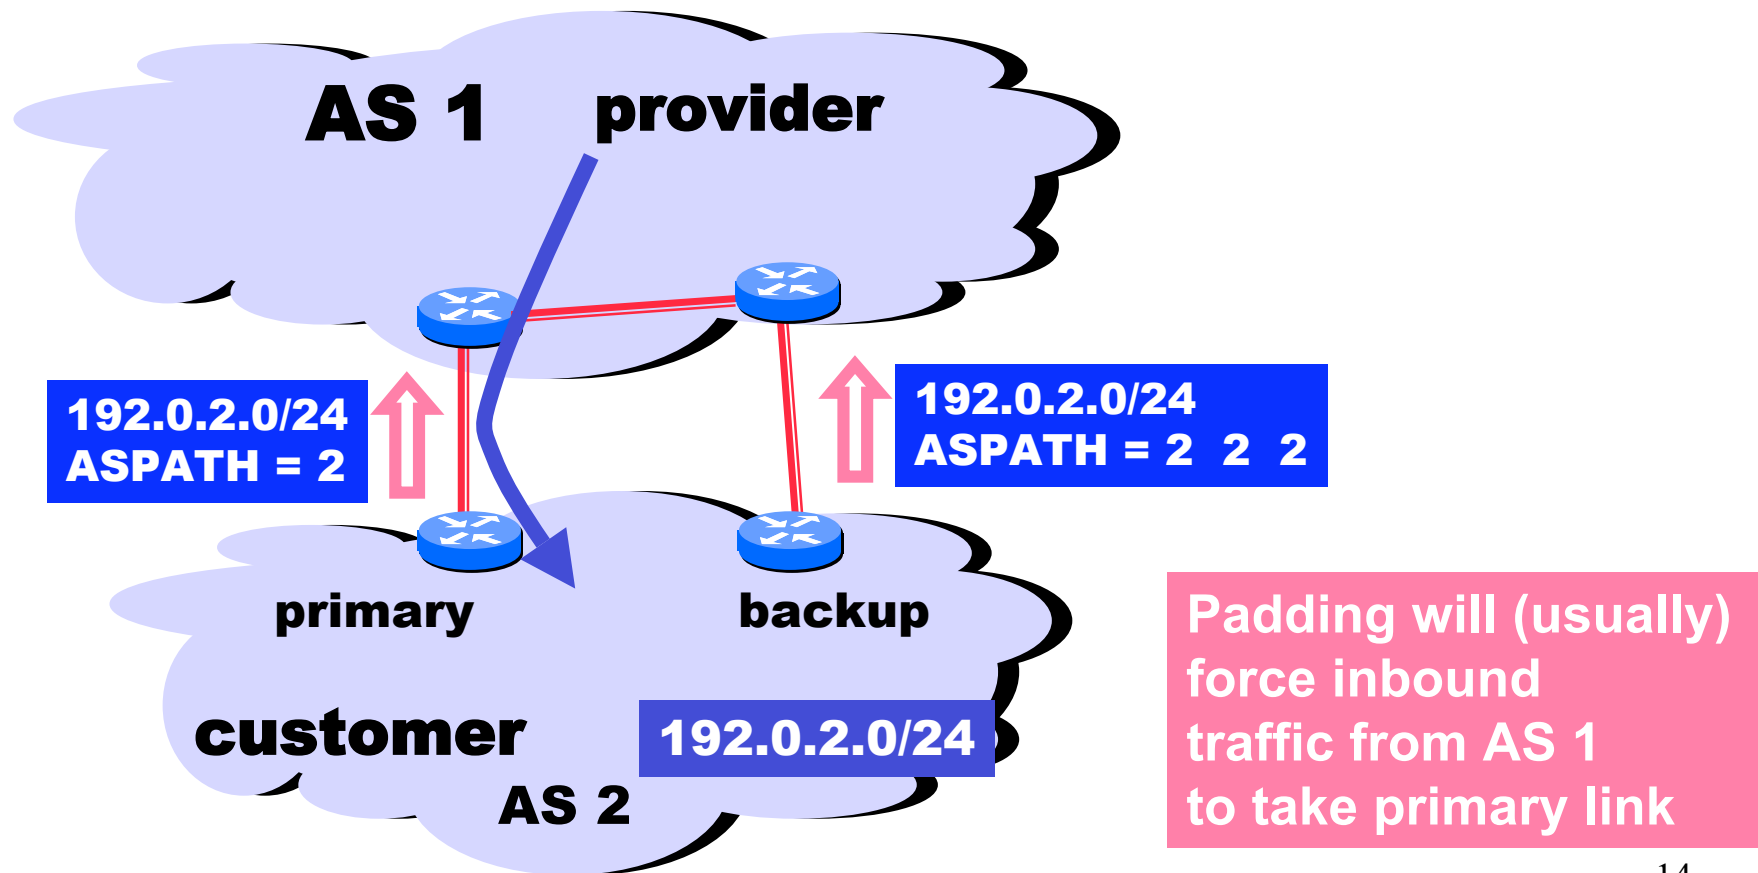 AS 1 provider
192.0.2.0/24
ASPATH = 2
192.0.2.0/24
ASPATH = 2 2 2
primary
backup
customer
192.0.2.0/24
AS 2
Padding will (usually)
force inbound
traffic from AS 1
to take primary link
14